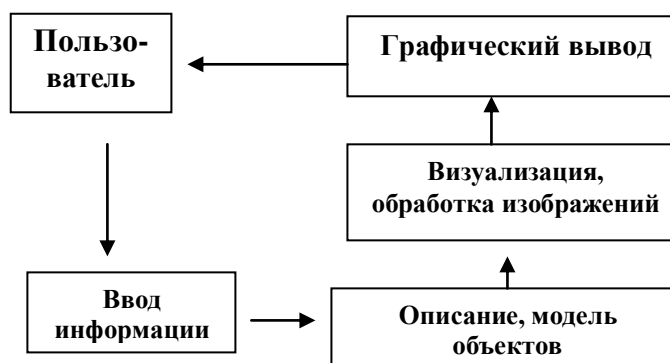 Пользо-
ватель
Графический вывод
Визуализация,
обработка изображений
Ввод
информации
Описание, модель
объектов